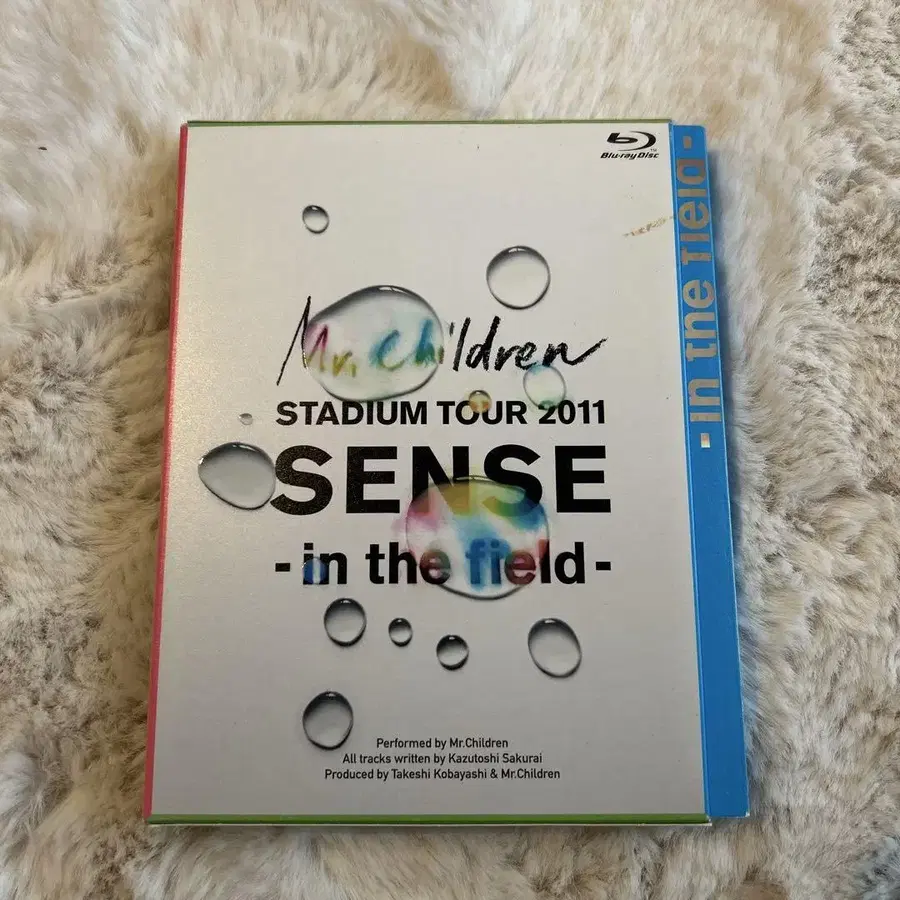 Blu-ray Disc
Mr. Children
STADIUM TOUR 2011
SENSE
- in the field -
Performed by Mr.Children
All tracks written by Kazutoshi Sakurai
Produced by Takeshi Kobayashi & Mr.Children
- in the field -